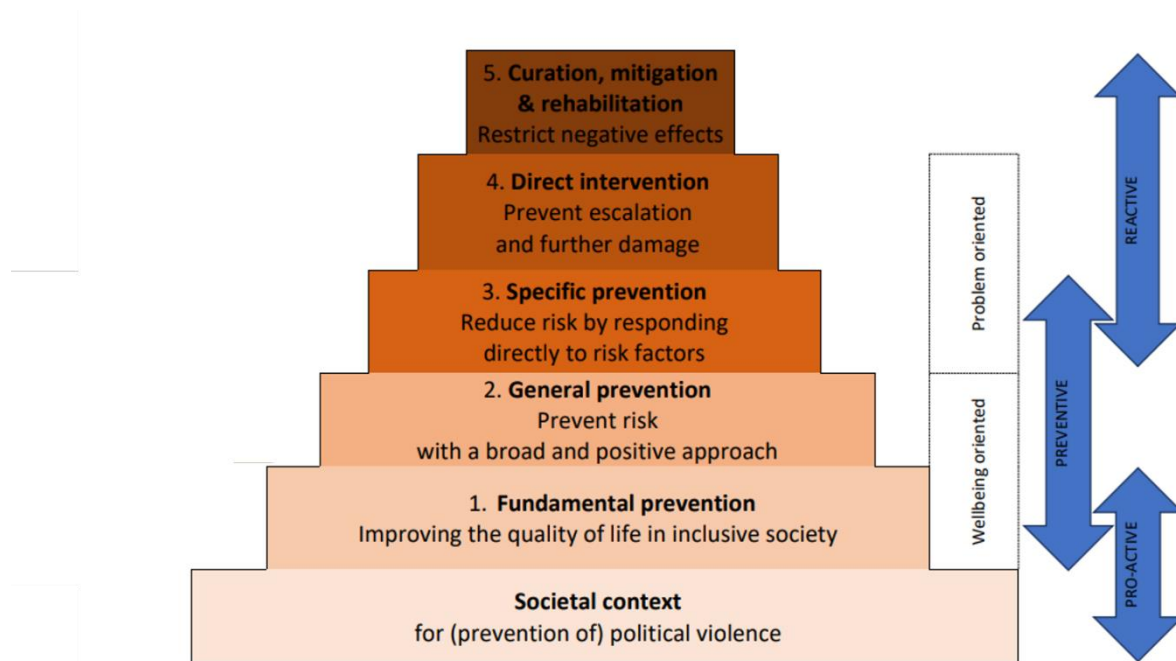 5. Curation, mitigation
& rehabilitation
Restrict negative effects
4. Direct intervention
Prevent escalation
and further damage
3. Specific prevention
Reduce risk by responding
directly to risk factors
2. General prevention
Prevent risk
with a broad and positive approach
1. Fundamental prevention
Improving the quality of life in inclusive society
Societal context
for (prevention of) political violence
Problem oriented
Wellbeing oriented
REACTIVE
PREVENTIVE
PRO-ACTIVE